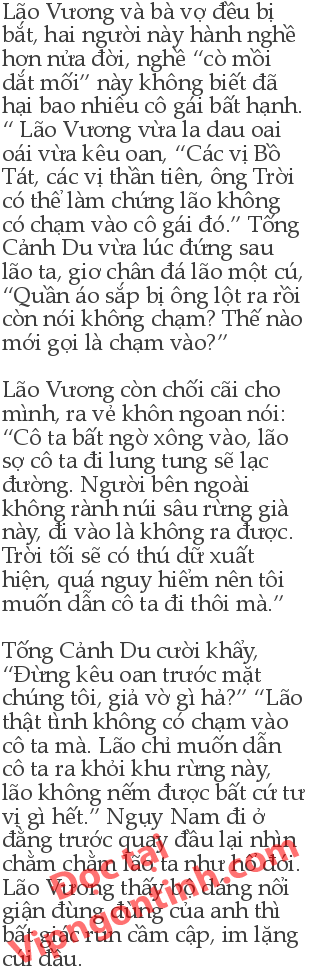 Lão Vương và bà vợ đều bị
bắt, hai người này hành nghề
hơn nửa đời, nghề “cò mồi
dắt mối” này không biết đã
hại bao nhiêu cô gái bất hạnh.
“ Lão Vương vừa la dau oai
oái vừa kêu oan, “Các vị Bồ
Tát, các vị thần tiên, ông Trời
có thể làm chứng lão không
có chạm vào cô gái đó.” Tống
Cảnh Du vừa lúc đứng sau
lão ta, giơ chân đá lão một cú,
“Quần áo sắp bị ông lột ra rồi
còn nói không chạm? Thế nào
mới gọi là chạm vào?”
Lão Vương còn chối cãi cho
mình, ra vẻ khôn ngoan nói:
“Cô ta bất ngờ xông vào, lão
sợ cô ta đi lung tung sẽ lạc
đường. Người bên ngoài
không rành núi sâu rừng già
này, đi vào là không ra được.
Trời tối sẽ có thú dữ xuất
hiện, quá nguy hiểm nên tôi
muốn dẫn cô ta đi thôi mà.”
Tống Cảnh Du cười khẩy,
“Đừng kêu oan trước mặt
chúng tôi, giả vờ gì hả?” “Lão
thật tình không có chạm vào
cô ta mà. Lão chỉ muốn dẫn
cô ta ra khỏi khu rừng này,
lão không nếm được bất cứ tư
vị gì hết.” Ngụy Nam đi ở
đằng trước quay đầu lại nhìn
chằm chằm lão ta như hổ đói.
Lão Vương thấy họ đang nổi
giận đùng đùng của anh thì
bất giác run cầm cập, im lặng
cúi đầu.
Đọc tại
Vipngontinh.com